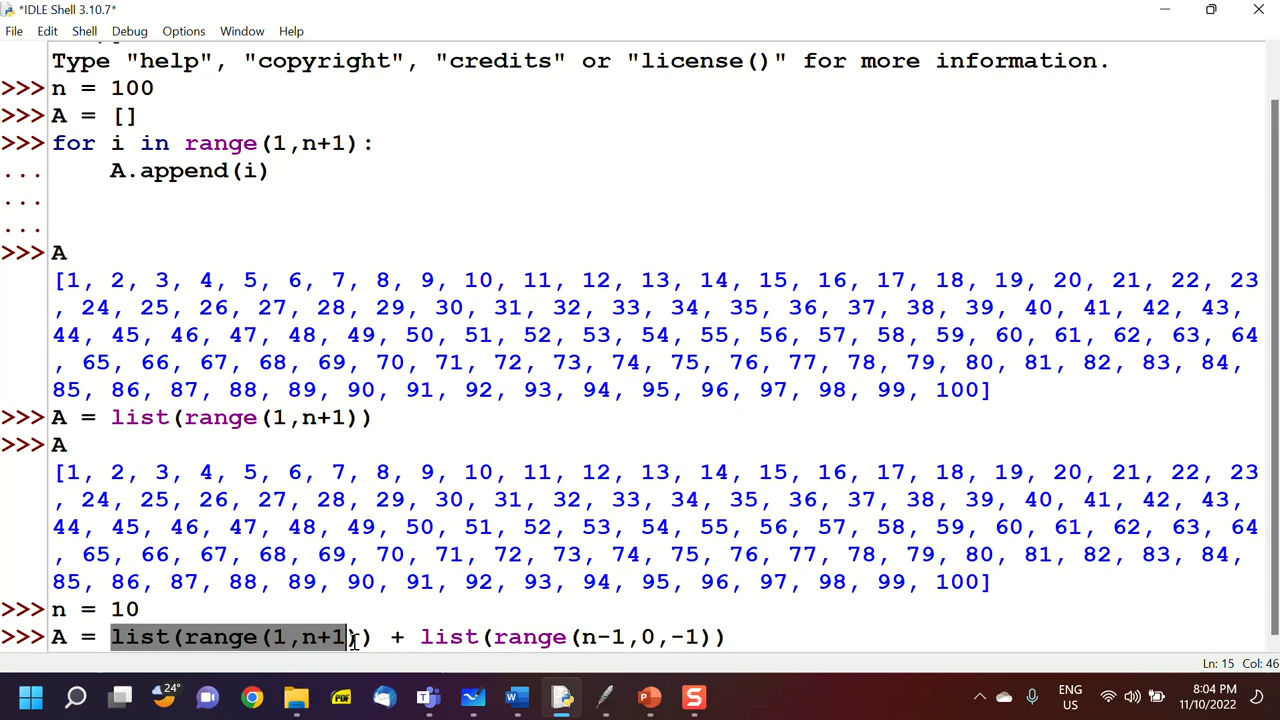 *IDLE Shell 3.10.7*
File Edit Shell Debug Options Window Help
Type "help", "copyright", "credits" or "license()" for more information.
>>> n = 100
>>> A = []
>>> for i in range(1,n+1):
... A.append(i)
...
...
>>> A
[1, 2, 3, 4, 5, 6, 7, 8, 9, 10, 11, 12, 13, 14, 15, 16, 17, 18, 19, 20, 21, 22, 23
, 24, 25, 26, 27, 28, 29, 30, 31, 32, 33, 34, 35, 36, 37, 38, 39, 40, 41, 42, 43,
44, 45, 46, 47, 48, 49, 50, 51, 52, 53, 54, 55, 56, 57, 58, 59, 60, 61, 62, 63, 64
, 65, 66, 67, 68, 69, 70, 71, 72, 73, 74, 75, 76, 77, 78, 79, 80, 81, 82, 83, 84,
85, 86, 87, 88, 89, 90, 91, 92, 93, 94, 95, 96, 97, 98, 99, 100]
>>> A = list(range(1,n+1))
>>> A
[1, 2, 3, 4, 5, 6, 7, 8, 9, 10, 11, 12, 13, 14, 15, 16, 17, 18, 19, 20, 21, 22, 23
, 24, 25, 26, 27, 28, 29, 30, 31, 32, 33, 34, 35, 36, 37, 38, 39, 40, 41, 42, 43,
44, 45, 46, 47, 48, 49, 50, 51, 52, 53, 54, 55, 56, 57, 58, 59, 60, 61, 62, 63, 64
, 65, 66, 67, 68, 69, 70, 71, 72, 73, 74, 75, 76, 77, 78, 79, 80, 81, 82, 83, 84,
85, 86, 87, 88, 89, 90, 91, 92, 93, 94, 95, 96, 97, 98, 99, 100]
>>> n = 10
>>> A = list(range(1,n+1)) + list(range(n-1,0,-1))
Ln: 15 Col: 46
24°
PDF
W
P
S
ENG
US
8:04 PM
11/10/2022